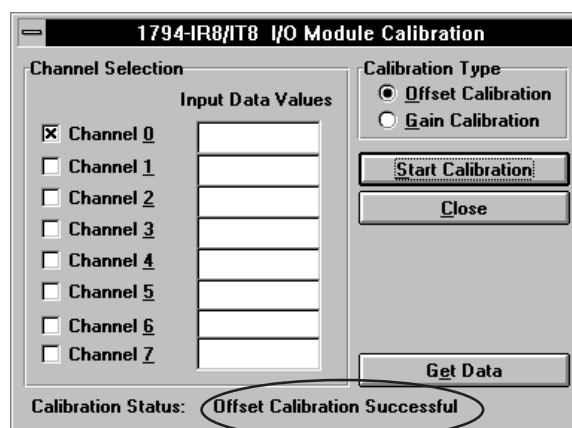 1794-IR8/IT8 I/O Module Calibration
Channel Selection
Input Data Values
Channel 0
Channel 1
Channel 2
Channel 3
Channel 4
Channel 5
Channel 6
Channel 7
Calibration Type
Offset Calibration
Gain Calibration
Start Calibration
Close
Get Data
Calibration Status: Offset Calibration Successful